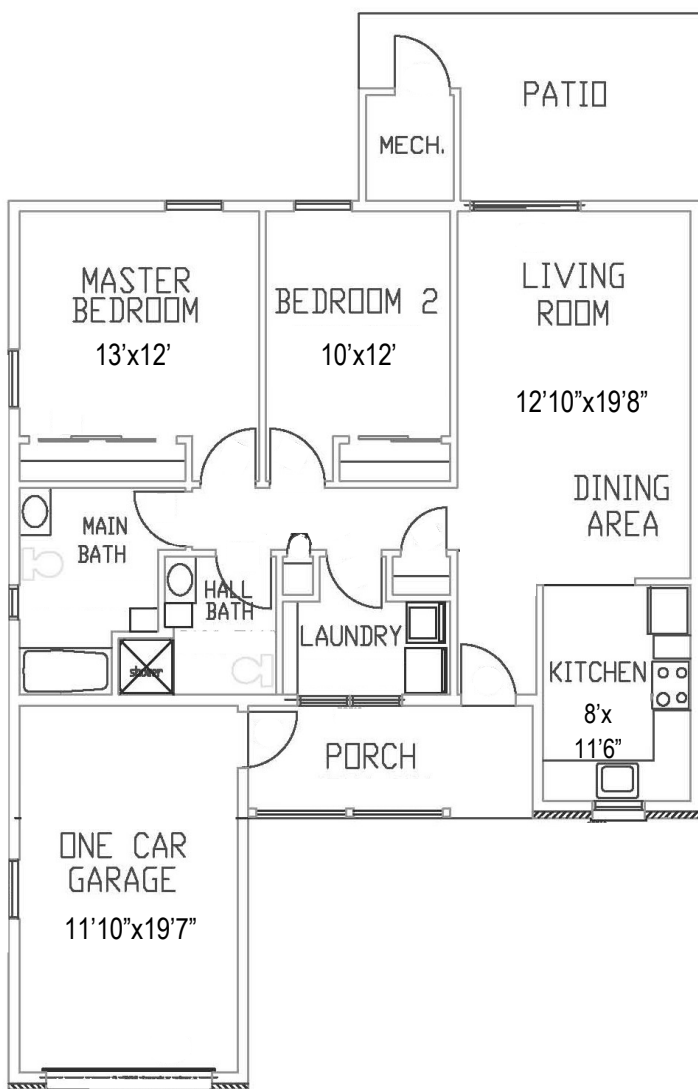 PATIO
MECH.
MASTER
BEDROOM
13'x12'
BEDROOM 2
10'x12'
LIVING
ROOM
12'10”x19'8”
DINING
AREA
MAIN
BATH
HALL
BATH
LAUNDRY
shower
KITCHEN
8'x
11'6”
PORCH
ONE CAR
GARAGE
11'10”x19'7”